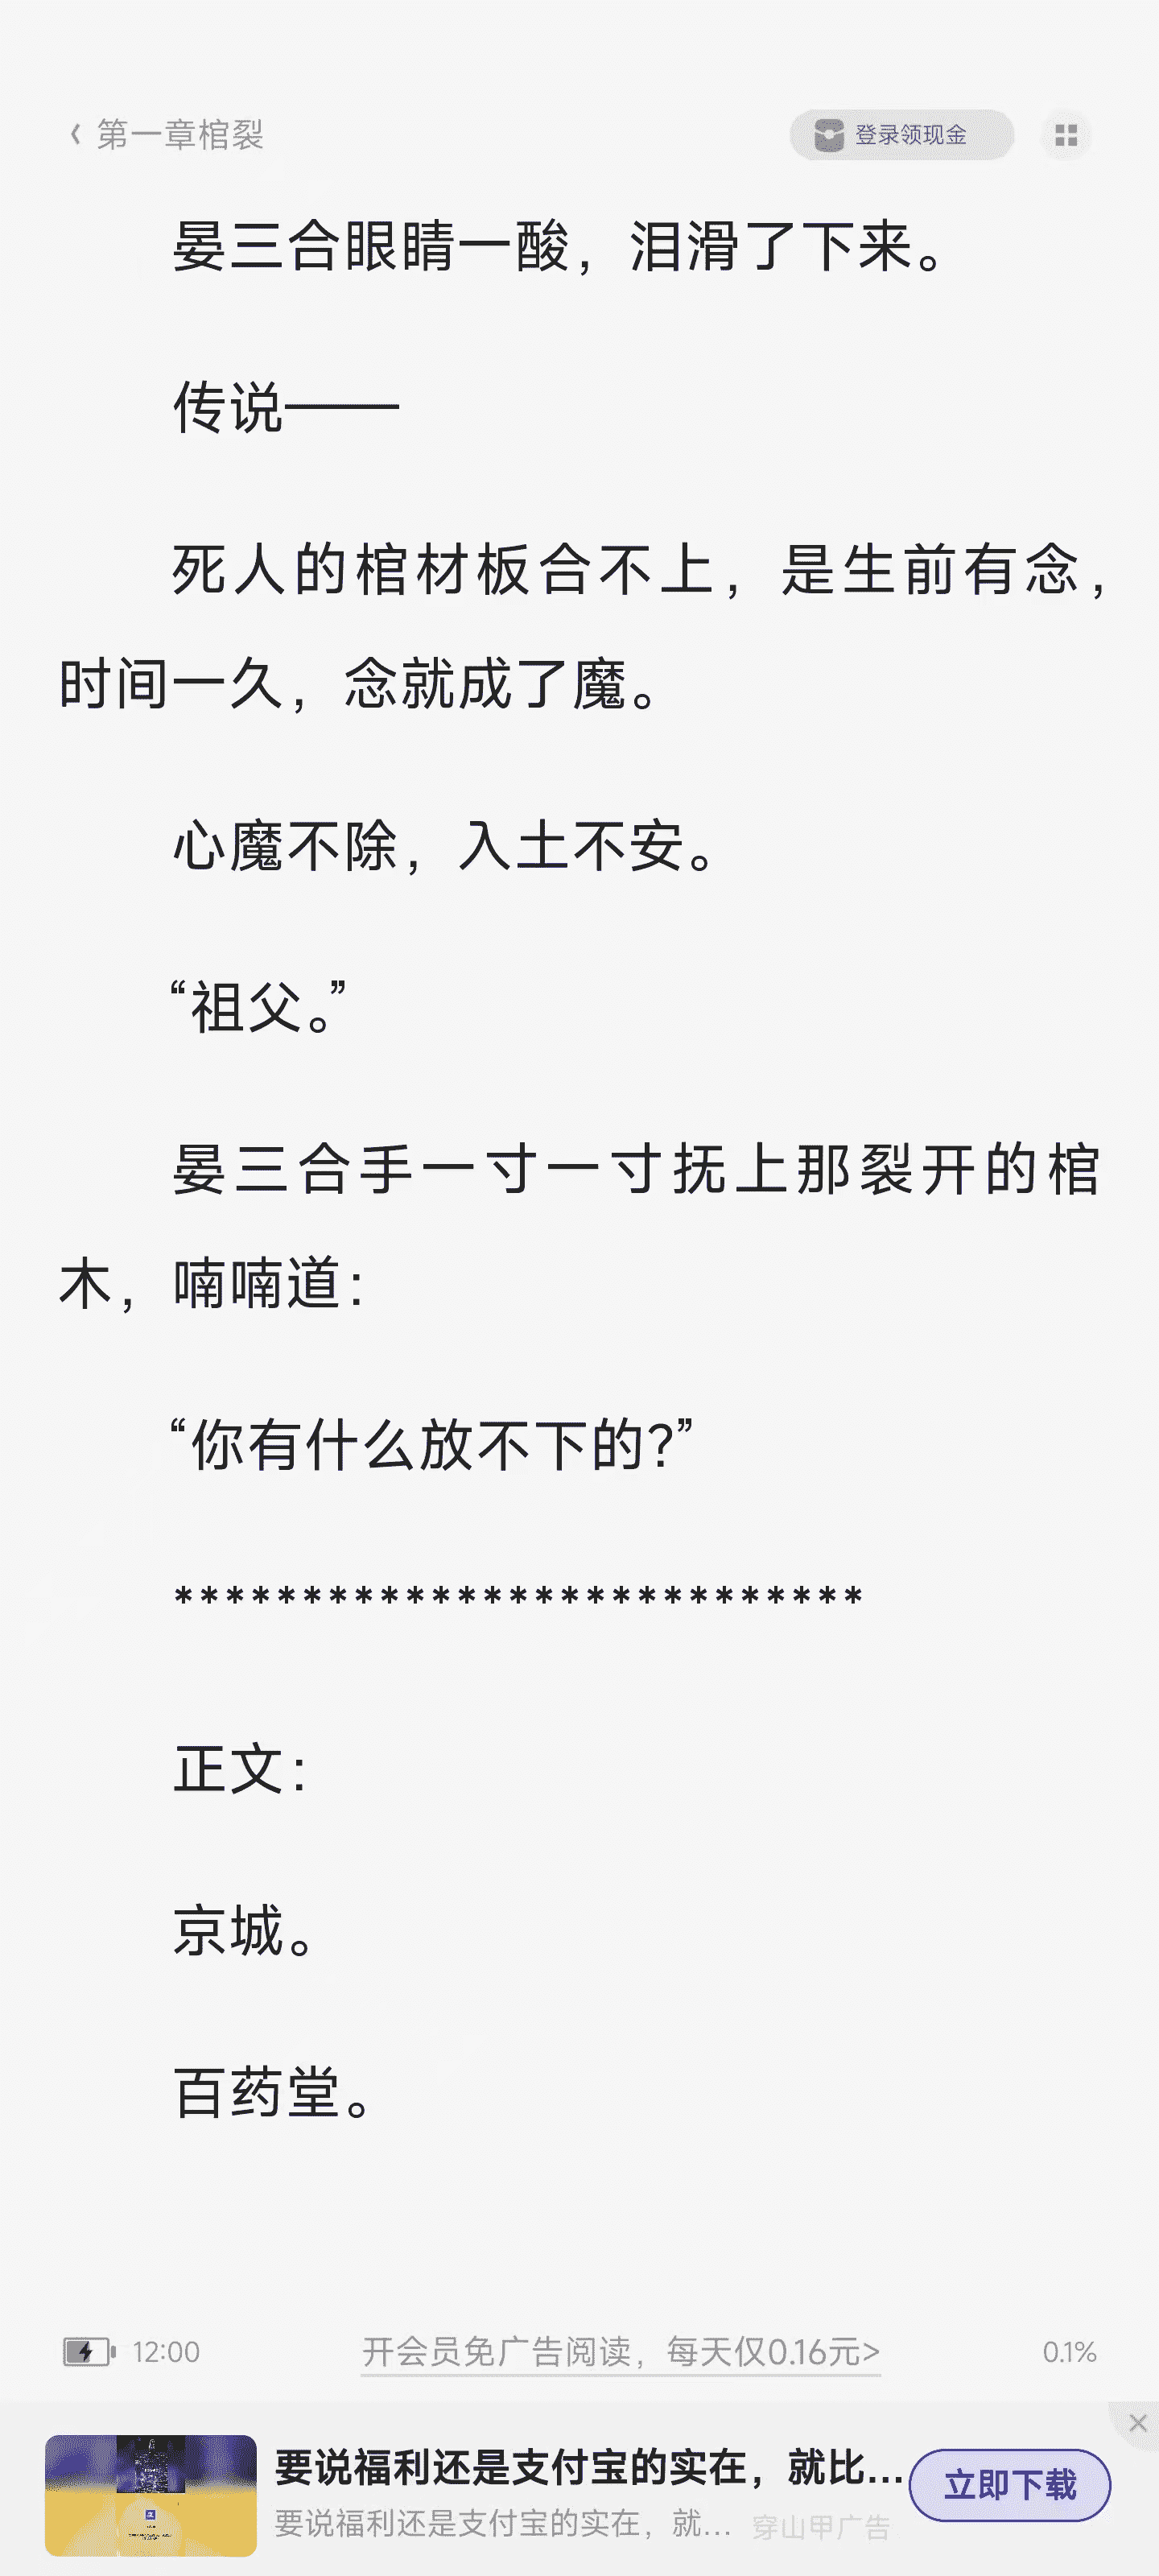 第一章棺裂
登录领现金
晏三合眼睛一酸，泪滑了下来。
传说——
死人的棺材板合不上，是生前有念，
时间一久，念就成了魔。
心魔不除，入土不安。
“祖父。”
晏三合手一寸一寸抚上那裂开的棺
木，喃喃道：
“你有什么放不下的？”
***************************
正文：
京城。
百药堂。
12:00
开会员免广告阅读，每天仅0.16元>
0.1%
要说福利还是支付宝的实在，就比...
立即下载
要说福利还是支付宝的实在，就...
穿山甲广告